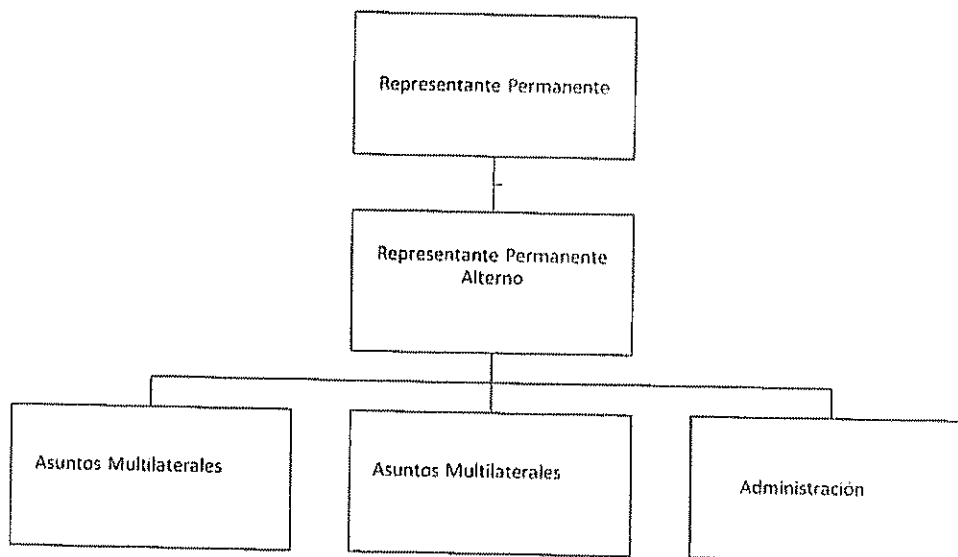 Representante Permanente
Representante Permanente
Alterno
Asuntos Multilaterales
Asuntos Multilaterales
Administración